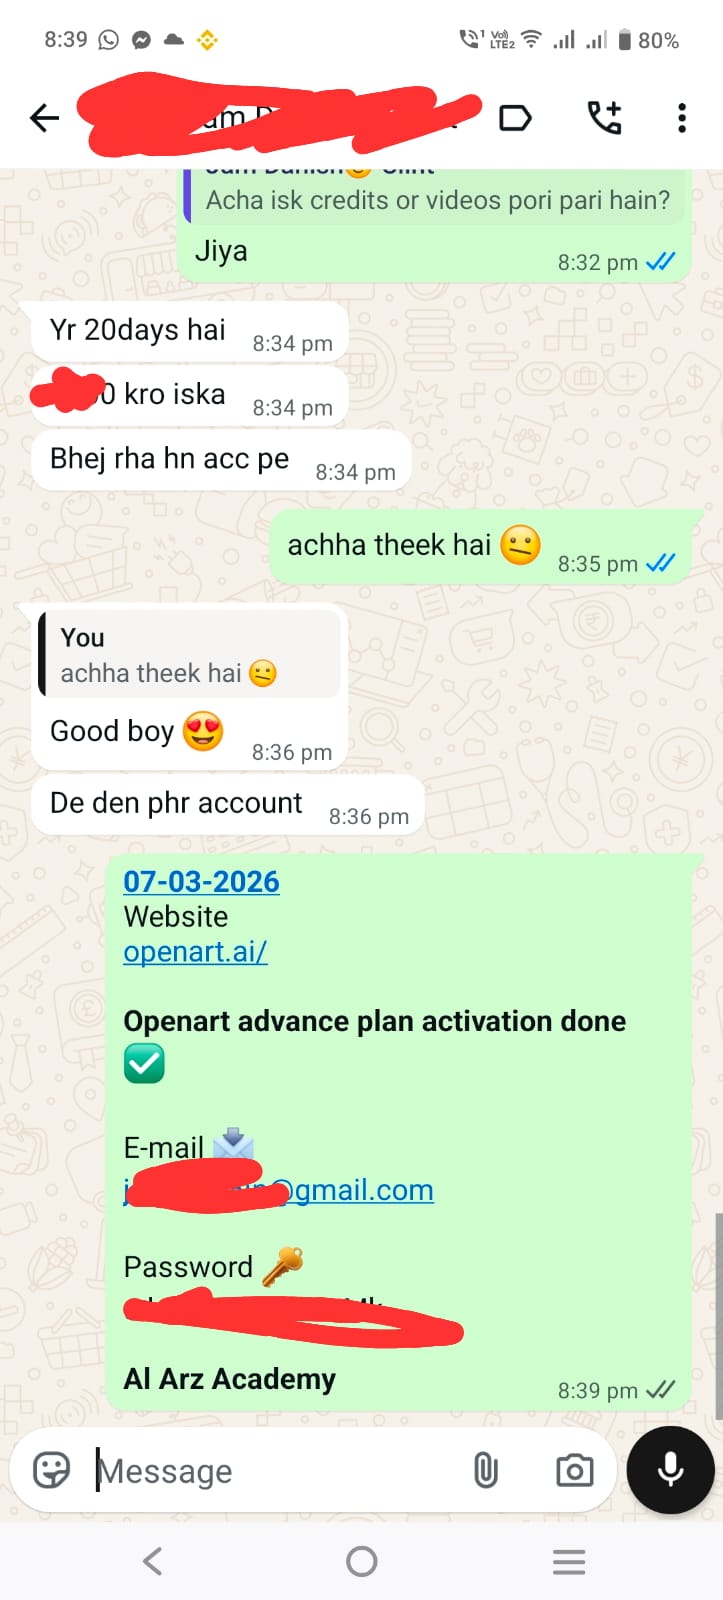 8:39
Vo)) LTE2
80%
Acha isk credits or videos pori pari hain?
Jiya
8:32 pm
Yr 20days hai
8:34 pm
0 kro iska
8:34 pm
Bhej rha hn acc pe
8:34 pm
achha theek hai 😐
8:35 pm
You
achha theek hai 😐
Good boy 😍
8:36 pm
De den phr account
8:36 pm
07-03-2026
Website
openart.ai/
Openart advance plan activation done
✅
E-mail 📩
@gmail.com
Password 🔑
Al Arz Academy
8:39 pm
Message